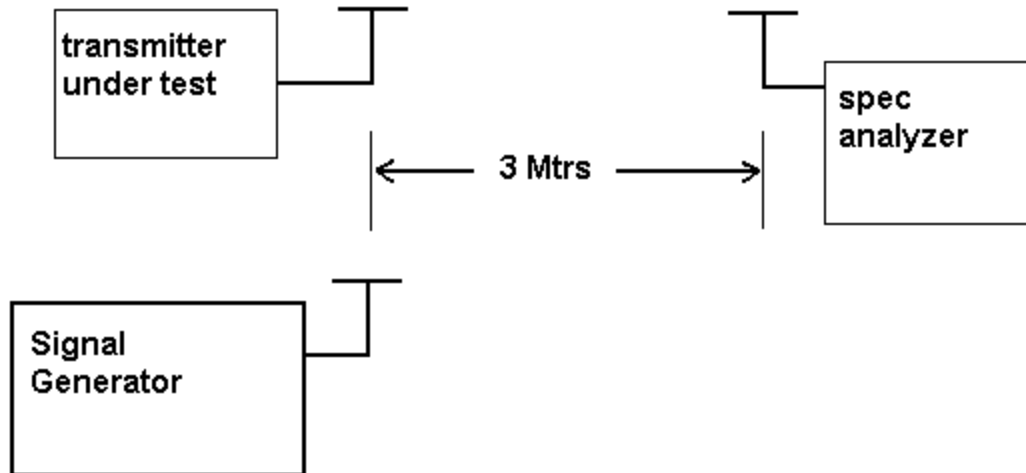 transmitter
under test
spec
analyzer
3 Mtrs
Signal
Generator